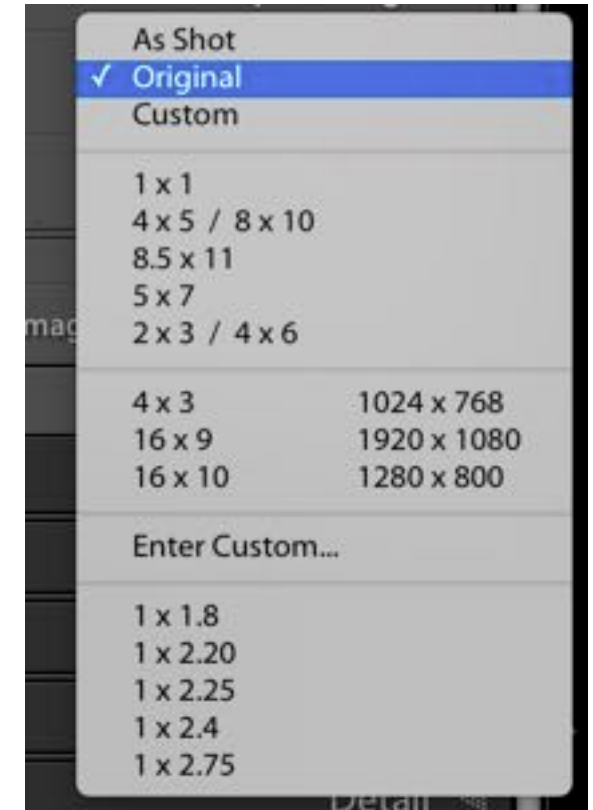 As Shot
✓ Original
Custom
1 x 1
4 x 5 / 8 x 10
8.5 x 11
5 x 7
mag
2 x 3 / 4 x 6
4 x 3 1024 x 768
16 x 9 1920 x 1080
16 x 10 1280 x 800
Enter Custom...
1 x 1.8
1 x 2.20
1 x 2.25
1 x 2.4
1 x 2.75
Detail